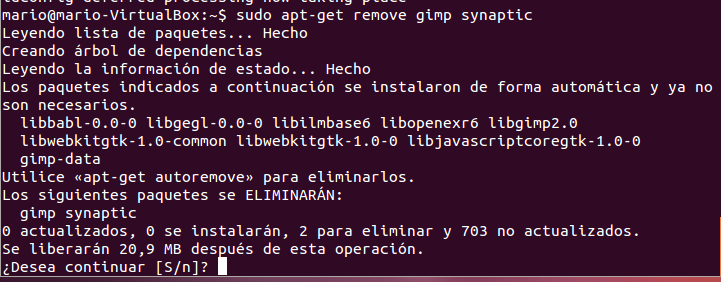 mario@mario-VirtualBox:~$ sudo apt-get remove gimp synaptic
Leyendo lista de paquetes... Hecho
Creando árbol de dependencias
Leyendo la información de estado... Hecho
Los paquetes indicados a continuación se instalaron de forma automática y ya no
son necesarios.
  libbabl-0.0-0 libgegl-0.0-0 libilmbase6 libopenexr6 libgimp2.0
  libwebkitgtk-1.0-common libwebkitgtk-1.0-0 libjavascriptcoregtk-1.0-0
  gimp-data
Utilice «apt-get autoremove» para eliminarlos.
Los siguientes paquetes se ELIMINARÁN:
  gimp synaptic
0 actualizados, 0 se instalarán, 2 para eliminar y 703 no actualizados.
Se liberarán 20,9 MB después de esta operación.
¿Desea continuar [S/n]?